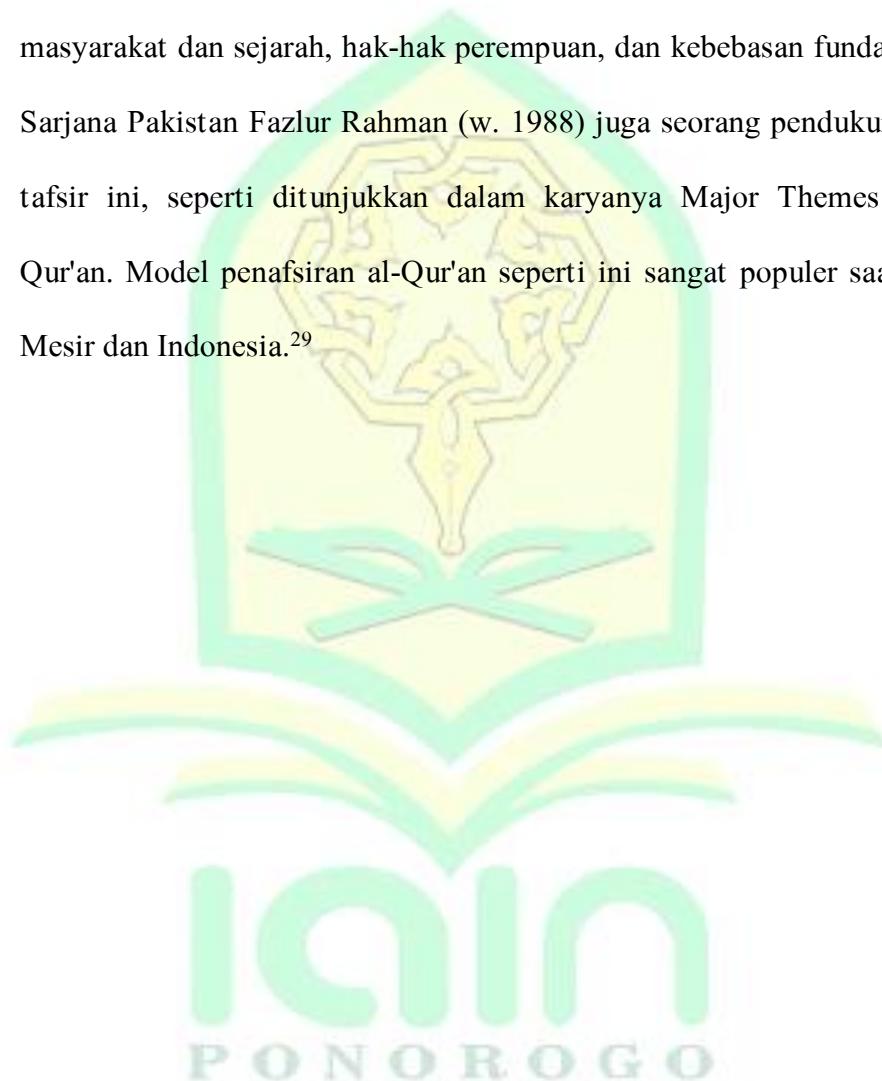 masyarakat dan sejarah, hak-hak perempuan, dan kebebasan
Sarjana Pakistan Fazlur Rahman (w. 1988) juga seorang
tafsir ini, seperti ditunjukkan dalam karyanya Major Themes
Qur'an. Model penafsiran al-Qur'an seperti ini sangat populer
Mesir dan Indonesia.29
iain
PONOROGO